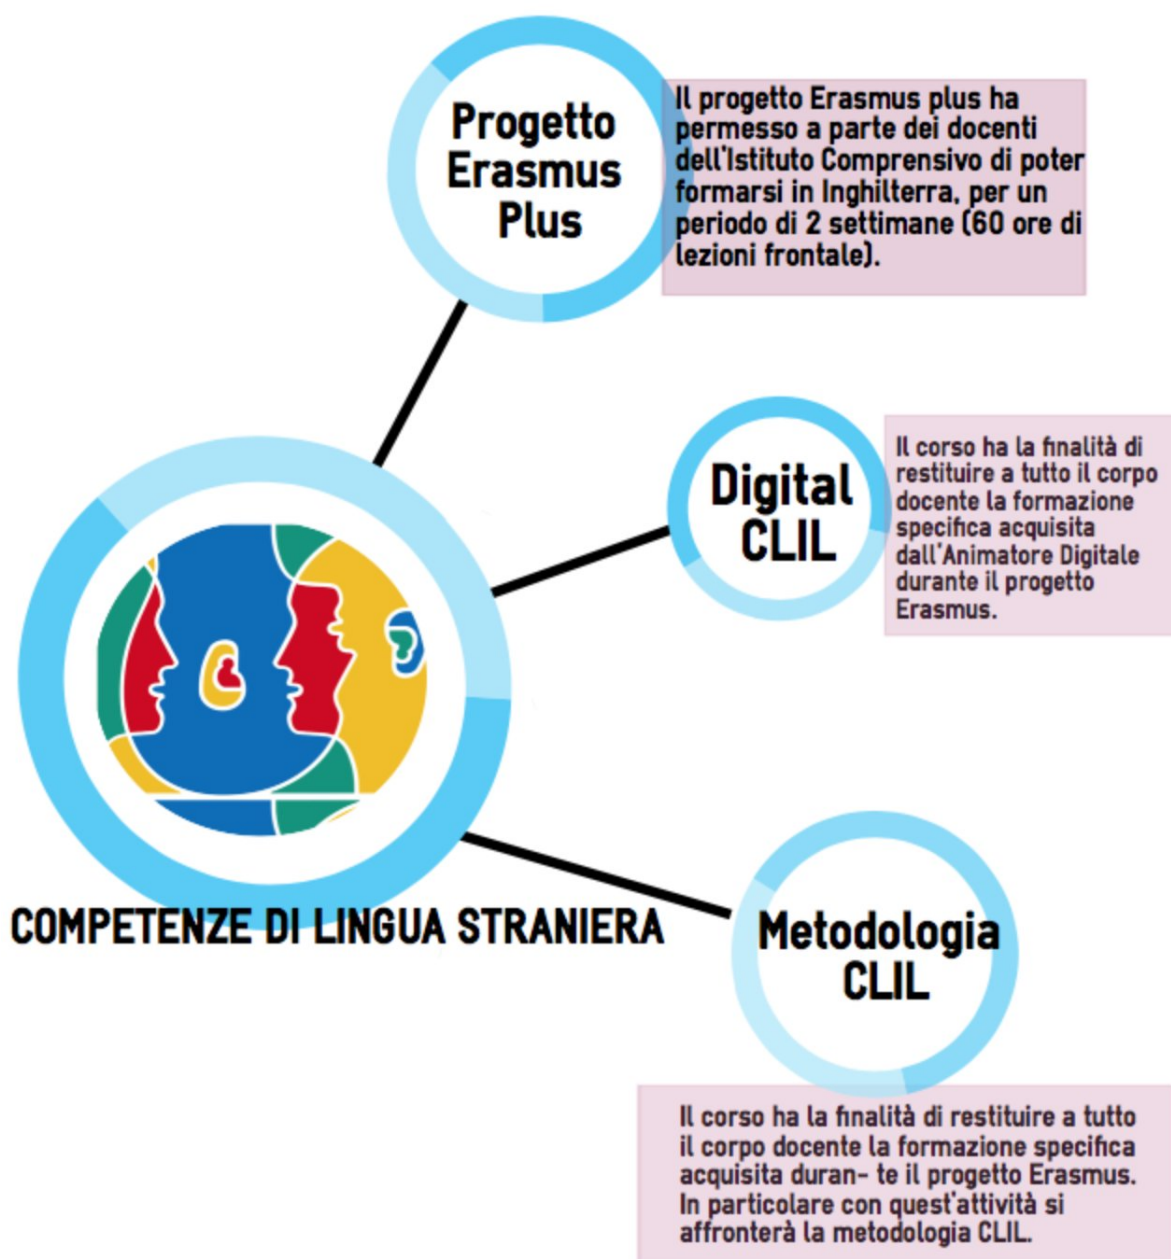 Progetto
Erasmus
Plus
Il progetto Erasmus plus ha
permesso a parte dei docenti
dell'Istituto Comprensivo di poter
formarsi in Inghilterra, per un
periodo di 2 settimane (60 ore di
lezioni frontale).
Digital
CLIL
Il corso ha la finalità di
restituire a tutto il corpo
docente la formazione
specifica acquisita
dall'Animatore Digitale
durante il progetto
Erasmus.
COMPETENZE DI LINGUA STRANIERA
Metodologia
CLIL
Il corso ha la finalità di restituire a tutto
il corpo docente la formazione specifica
acquisita duran- te il progetto Erasmus.
In particolare con quest'attività si
affronterà la metodologia CLIL.